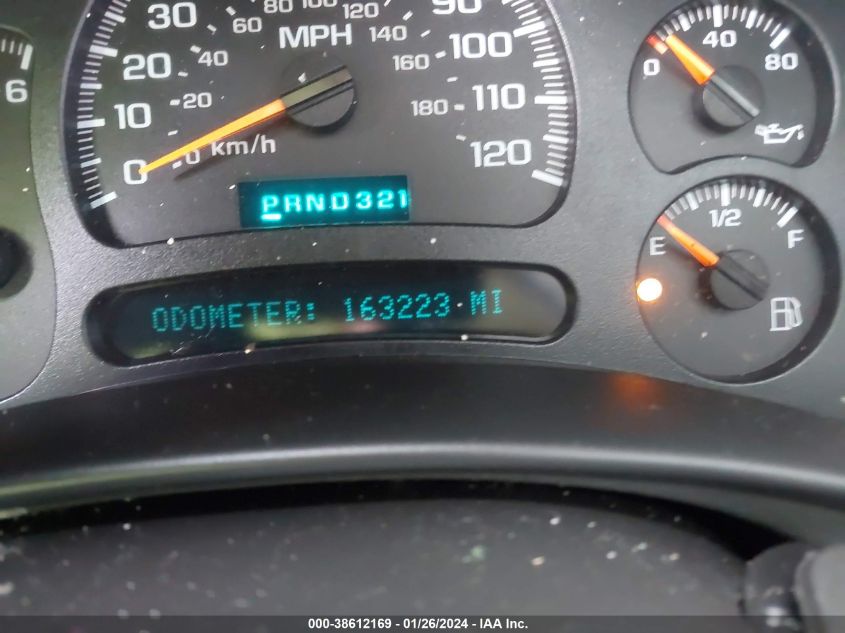 30 60 80 100 120 90
MPH 140
20 40 160 100
10 20 180 110
0 0 Km/h 120
PRND321
ODOMETER: 163223 MI
6
0 40 80
E 1/2 F
000-38612169 / 01/26/2024 - IAA Inc.